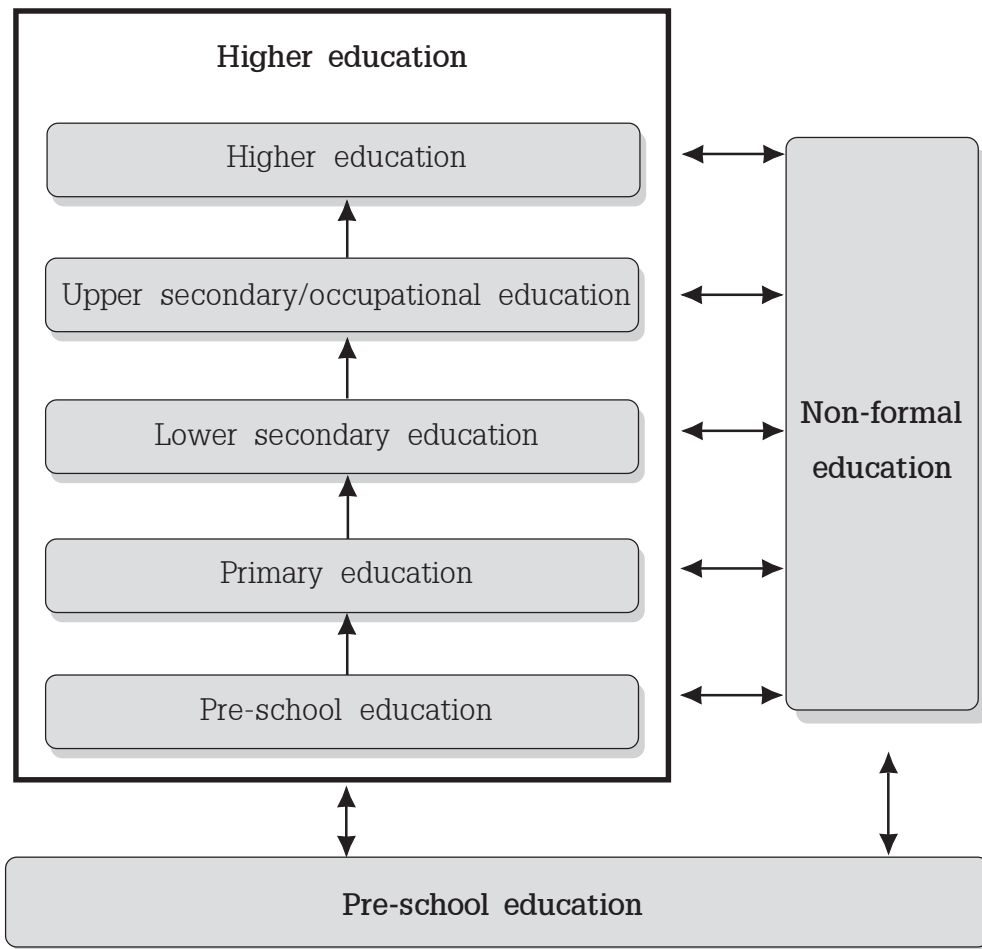 Higher education
Higher education
Upper secondary/occupational education
Lower secondary education
Primary education
Pre-school education
Non-formal
education
Pre-school education